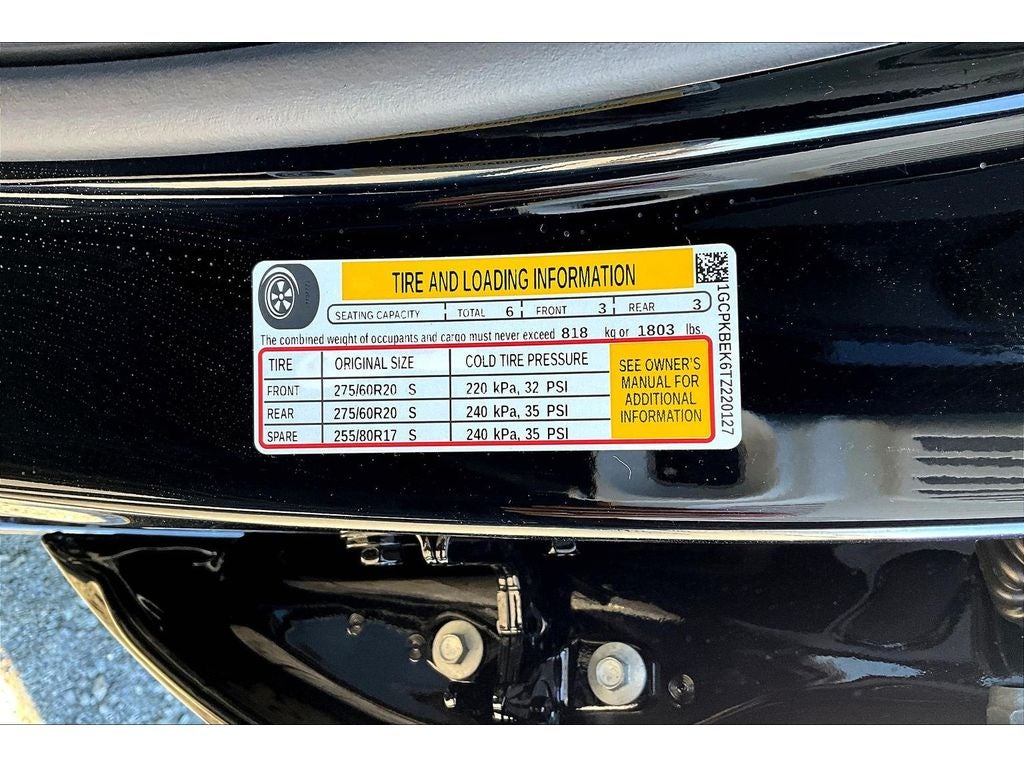 TIRE AND LOADING INFORMATION
SEATING CAPACITY TOTAL 6 FRONT 3 REAR 3
The combined weight of occupants and cargo must never exceed 818 kg or 1803 lbs.
TIRE ORIGINAL SIZE COLD TIRE PRESSURE
FRONT 275/60R20 S 220 kPa, 32 PSI
REAR 275/60R20 S 240 kPa, 35 PSI
SPARE 255/80R17 S 240 kPa, 35 PSI
SEE OWNER'S
MANUAL FOR
ADDITIONAL
INFORMATION
1GCPKBEK6TZ220127